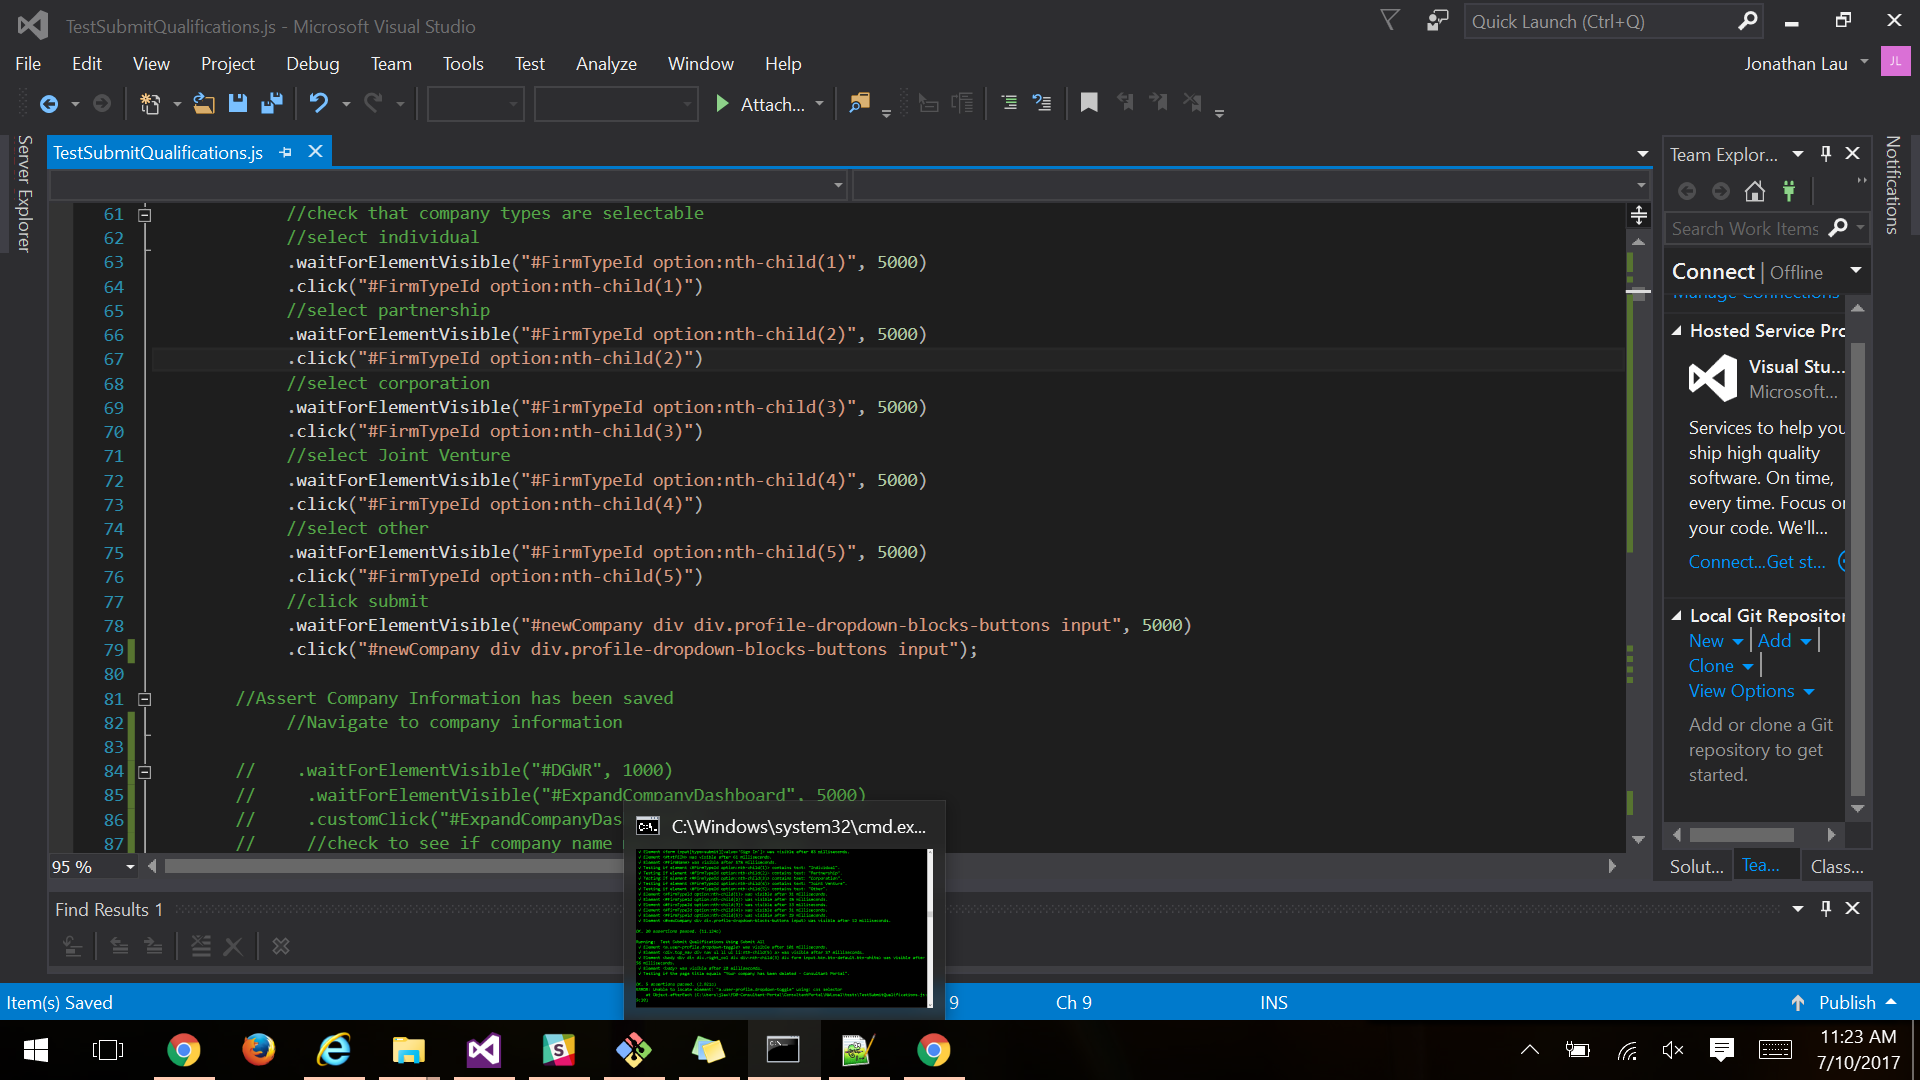 TestSubmitQualifications.js - Microsoft Visual Studio
Quick Launch (Ctrl+Q)
File Edit View Project Debug Team Tools Test Analyze Window Help
Jonathan Lau JL
Attach...
Server Explorer
TestSubmitQualifications.js
61 //check that company types are selectable
62 //select individual
63 .waitForElementVisible("#FirmTypeId option:nth-child(1)", 5000)
64 .click("#FirmTypeId option:nth-child(1)")
65 //select partnership
66 .waitForElementVisible("#FirmTypeId option:nth-child(2)", 5000)
67 .click("#FirmTypeId option:nth-child(2)")
68 //select corporation
69 .waitForElementVisible("#FirmTypeId option:nth-child(3)", 5000)
70 .click("#FirmTypeId option:nth-child(3)")
71 //select Joint Venture
72 .waitForElementVisible("#FirmTypeId option:nth-child(4)", 5000)
73 .click("#FirmTypeId option:nth-child(4)")
74 //select other
75 .waitForElementVisible("#FirmTypeId option:nth-child(5)", 5000)
76 .click("#FirmTypeId option:nth-child(5)")
77 //click submit
78 .waitForElementVisible("#newCompany div div.profile-dropdown-blocks-buttons input", 5000)
79 .click("#newCompany div div.profile-dropdown-blocks-buttons input");
80
81 //Assert Company Information has been saved
82 //Navigate to company information
83
84 // .waitForElementVisible("#DGWR", 1000)
85 // .waitForElementVisible("#ExpandCompanyDashboard", 5000)
86 // .customClick("#ExpandCompanyDas
87 // //check to see if company name
95 %
Team Explor...
Search Work Items
Connect | Offline
Manage Connections
Hosted Service Pro
Visual Stu...
Microsoft...
Services to help you
ship high quality
software. On time,
every time. Focus on
your code. We'll...
Connect... Get st...
Local Git Repositor
New Add
Clone
View Options
Add or clone a Git
repository to get
started.
Solut... Tea... Class...
Notifications
C:\Windows\system32\cmd.ex...
Find Results 1
Item(s) Saved
9 Ch 9 INS Publish
11:23 AM
7/10/2017